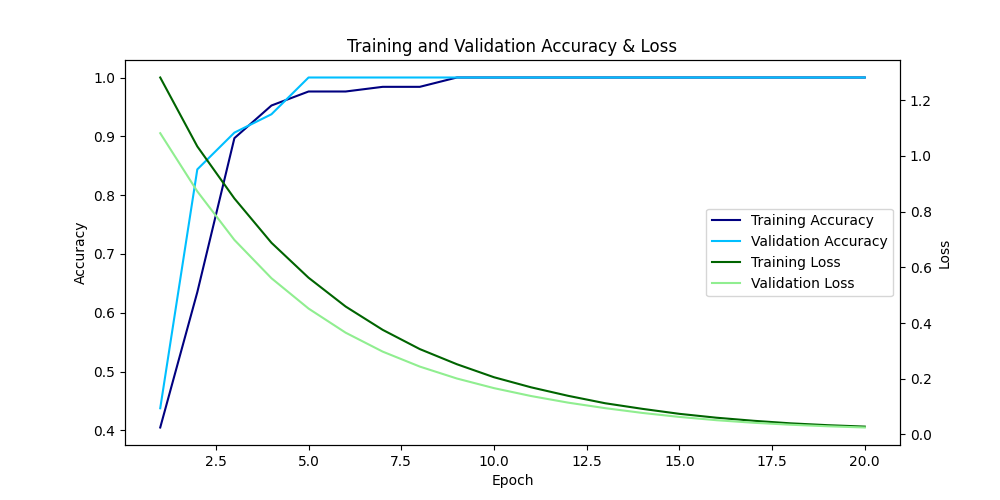 Training and Validation Accuracy & Loss
1.0
0.9
0.8
0.7
0.6
0.5
0.4
Accuracy
1.2
1.0
0.8
0.6
0.4
0.2
0.0
Loss
Training Accuracy
Validation Accuracy
Training Loss
Validation Loss
2.5 5.0 7.5 10.0 12.5 15.0 17.5 20.0
Epoch